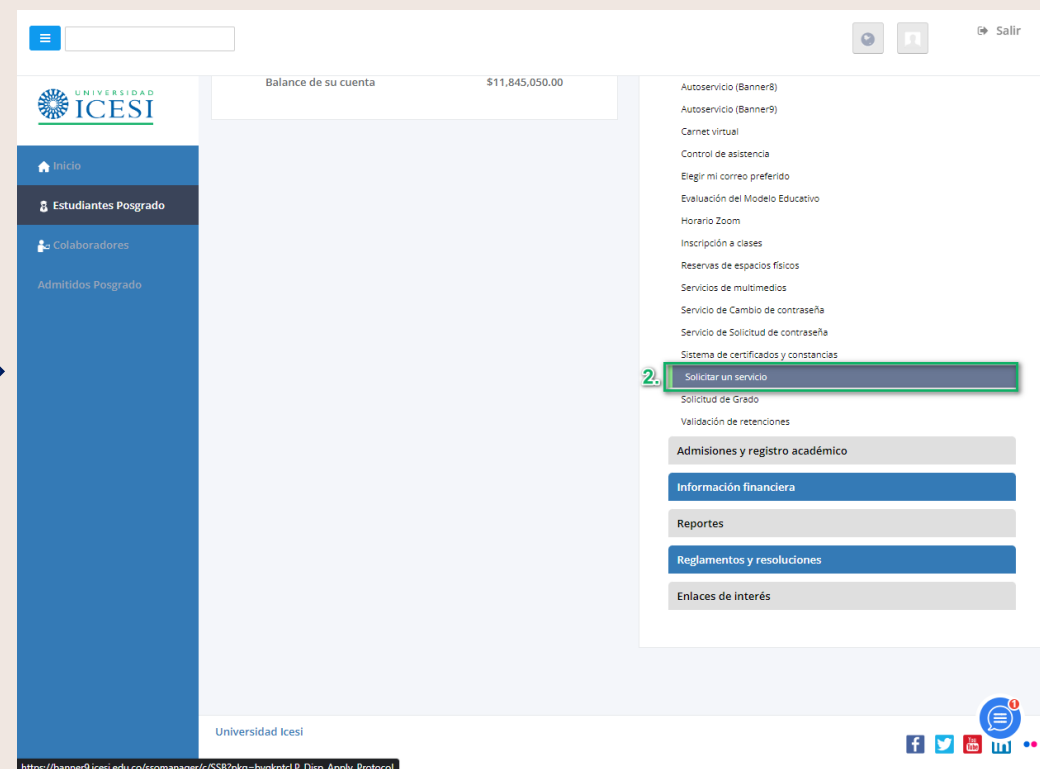 Salir
UNIVERSIDAD
ICESI
Inicio
Estudiantes Posgrado
Colaboradores
Admitidos Posgrado
Balance de su cuenta $11,845,050.00
Autoservicio (Banner8)
Autoservicio (Banner9)
Carnet virtual
Control de asistencia
Elegir mi correo preferido
Evaluación del Modelo Educativo
Horario Zoom
Inscripción a clases
Reservas de espacios físicos
Servicios de multimedios
Servicio de Cambio de contraseña
Servicio de Solicitud de contraseña
Sistema de certificados y constancias
2. Solicitar un servicio
Solicitud de Grado
Validación de retenciones
Admisiones y registro académico
Información financiera
Reportes
Reglamentos y resoluciones
Enlaces de interés
1
Universidad Icesi